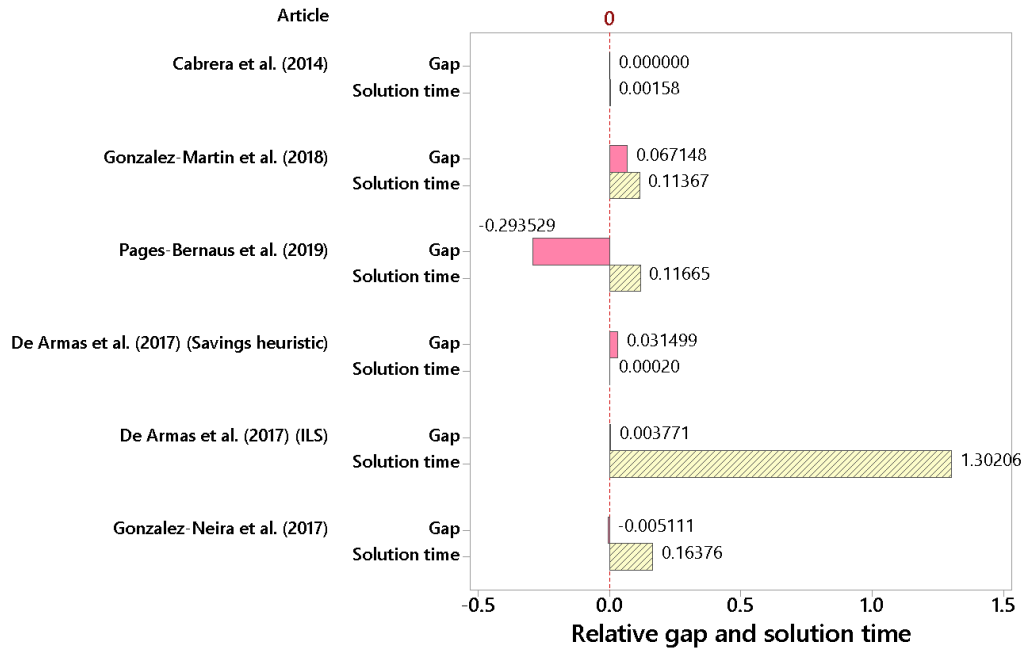 Article
0
Cabrera et al. (2014)
Gap
0.000000
Solution time
0.00158
Gonzalez-Martin et al. (2018)
Gap
0.067148
Solution time
0.11367
-0.293529
Pages-Bernaus et al. (2019)
Gap
Solution time
0.11665
De Armas et al. (2017) (Savings heuristic)
Gap
0.031499
Solution time
0.00020
De Armas et al. (2017) (ILS)
Gap
0.003771
Solution time
1.30206
Gonzalez-Neira et al. (2017)
Gap
-0.005111
Solution time
0.16376
-0.5 0.0 0.5 1.0 1.5
Relative gap and solution time